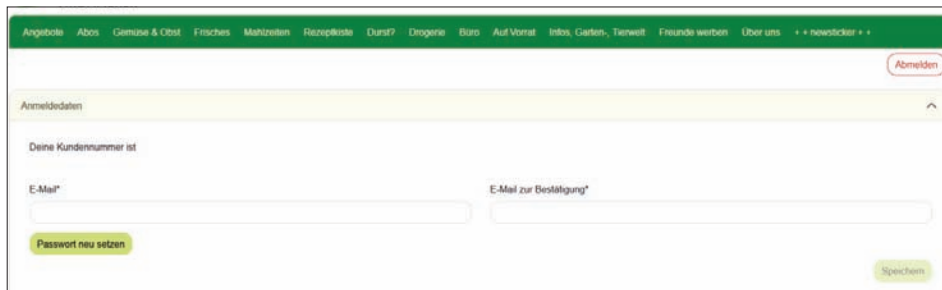 Angebote Abos Gemüse & Obst Frisches Mahlzeiten Rezeptkiste Durst? Drogerie Büro Auf Vorrat Infos, Garten-, Tierwelt Freunde werben Über uns + + newsticker + +
Abmelden
Anmeldedaten
Deine Kundennummer ist
E-Mail* E-Mail zur Bestätigung*
Passwort neu setzen
Speichern